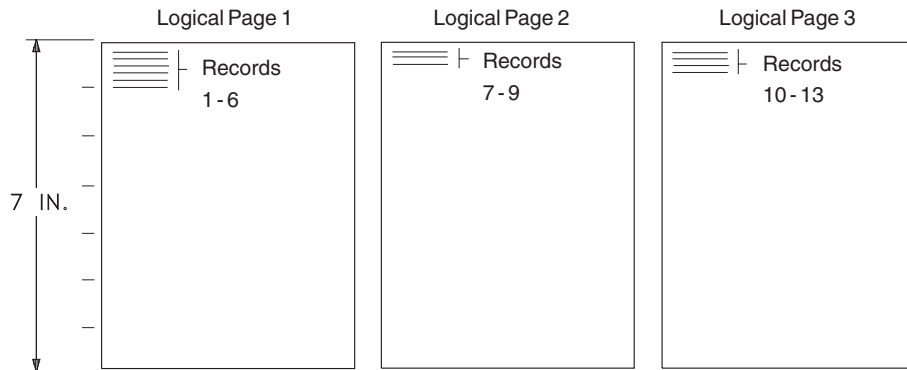 Logical Page 1
Logical Page 2
Logical Page 3
Records
1-6
Records
7-9
Records
10-13
7 IN.